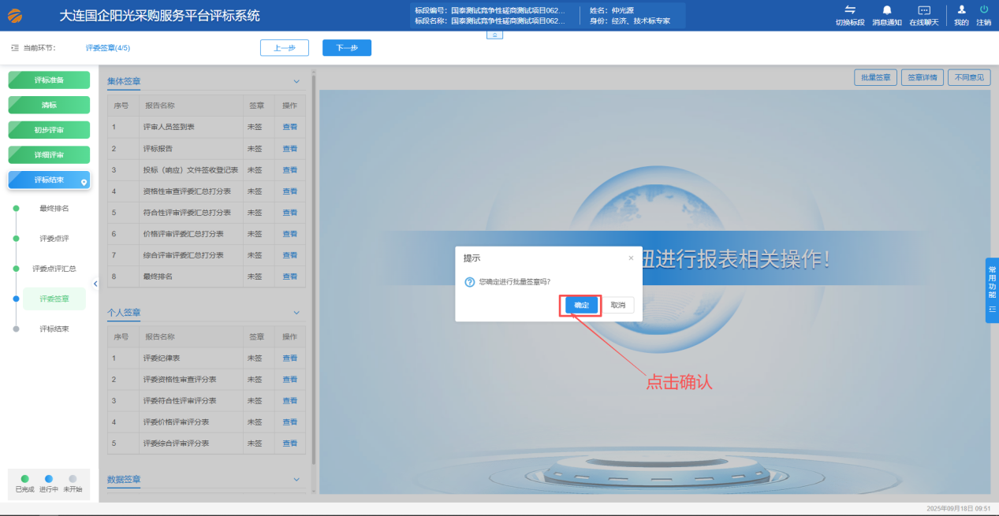 大连国企阳光采购服务平台评标系统
标段编号：国泰测试竞争性磋商测试项目062...
标段名称：国泰测试竞争性磋商测试项目062...
姓名：仲光源
身份：经济、技术标专家
切换标段 消息通知 在线聊天 我的 注销
当前环节： 评委签章(4/5) 上一步 下一步
评标准备
清标
初步评审
详细评审
评标结束
最终排名
评委点评
评委点评汇总
评委签章
评标结束
已完成 进行中 未开始
集体签章
序号 报告名称 签章 操作
1 评审人员签到表 未签 查看
2 评标报告 未签 查看
3 投标（响应）文件签收登记表 未签 查看
4 资格性审查评委汇总打分表 未签 查看
5 符合性评审评委汇总打分表 未签 查看
6 价格评审评委汇总打分表 未签 查看
7 综合评审评委汇总打分表 未签 查看
8 最终排名 未签 查看
个人签章
序号 报告名称 签章 操作
1 评委纪律表 未签 查看
2 评委资格性审查评分表 未签 查看
3 评委符合性评审评分表 未签 查看
4 评委价格评审评分表 未签 查看
5 评委综合评审评分表 未签 查看
数据签章
批量签章 签章详情 不同意见
钮进行报表相关操作！
提示
您确定进行批量签章吗？
确定 取消
点击确认
常用功能
2025年09月18日 09:51